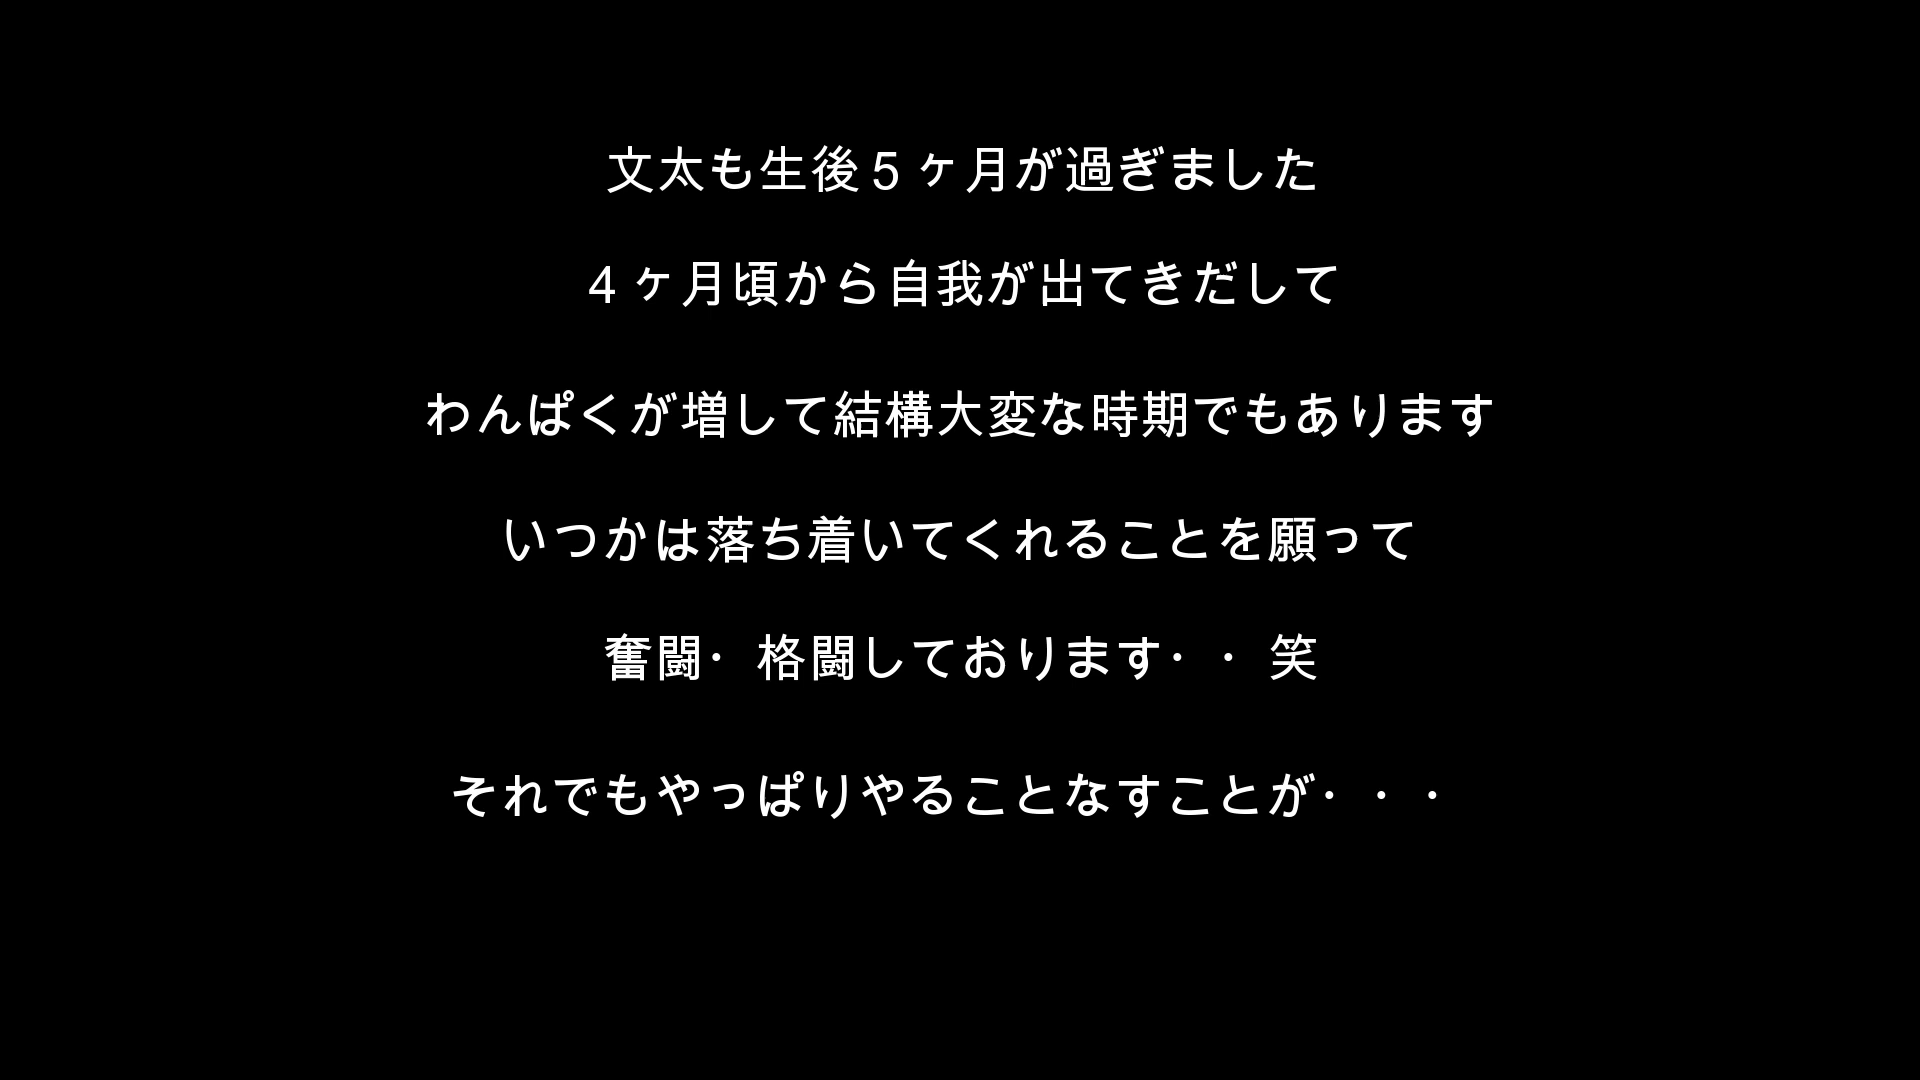 文太も生後5ヶ月が過ぎました
4ヶ月頃から自我が出てきだして
わんぱくが増して結構大変な時期でもあります
いつかは落ち着いてくれることを願って
奮闘・格闘しております・・笑
それでもやっぱりやることなすことが・・・